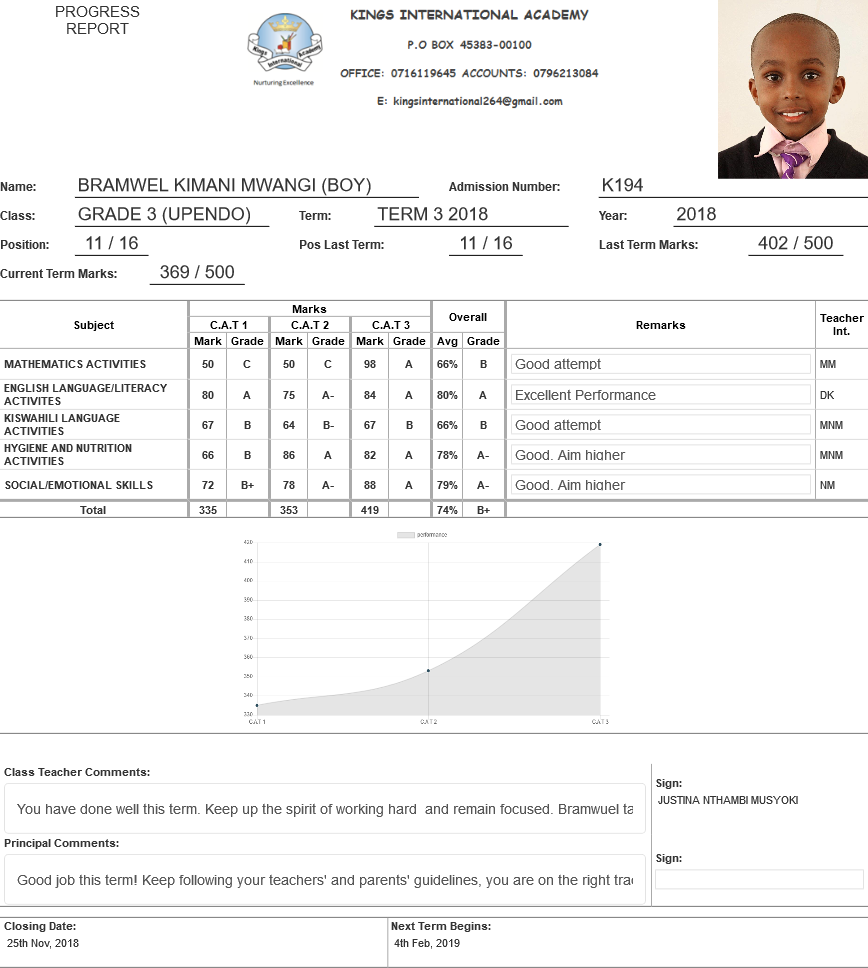 PROGRESS
REPORT
Kings International Academy
Nurturing Excellence
KINGS INTERNATIONAL ACADEMY
P.O BOX 45383-00100
OFFICE: 0716119645 ACCOUNTS: 0796213084
E: kingsinternational264@gmail.com
Name: BRAMWEL KIMANI MWANGI (BOY) Admission Number: K194
Class: GRADE 3 (UPENDO) Term: TERM 3 2018 Year: 2018
Position: 11 / 16 Pos Last Term: 11 / 16 Last Term Marks: 402 / 500
Current Term Marks: 369 / 500
Subject Marks Overall Remarks Teacher Int.
C.A.T 1 C.A.T 2 C.A.T 3
Mark Grade Mark Grade Mark Grade Avg Grade
MATHEMATICS ACTIVITIES 50 C 50 C 98 A 66% B Good attempt MM
ENGLISH LANGUAGE/LITERACY ACTIVITES 80 A 75 A- 84 A 80% A Excellent Performance DK
KISWAHILI LANGUAGE ACTIVITIES 67 B 64 B- 67 B 66% B Good attempt MNM
HYGIENE AND NUTRITION ACTIVITIES 66 B 86 A 82 A 78% A- Good. Aim higher MNM
SOCIAL/EMOTIONAL SKILLS 72 B+ 78 A- 88 A 79% A- Good. Aim higher NM
Total 335 353 419 74% B+
performance
420
410
400
390
380
370
360
350
340
330
C.A.T 1 C.A.T 2 C.A.T 3
Class Teacher Comments:
You have done well this term. Keep up the spirit of working hard and remain focused. Bramwuel ta
Sign:
JUSTINA NTHAMBI MUSYOKI
Principal Comments:
Good job this term! Keep following your teachers' and parents' guidelines, you are on the right tra
Sign:
Closing Date: Next Term Begins:
25th Nov, 2018 4th Feb, 2019